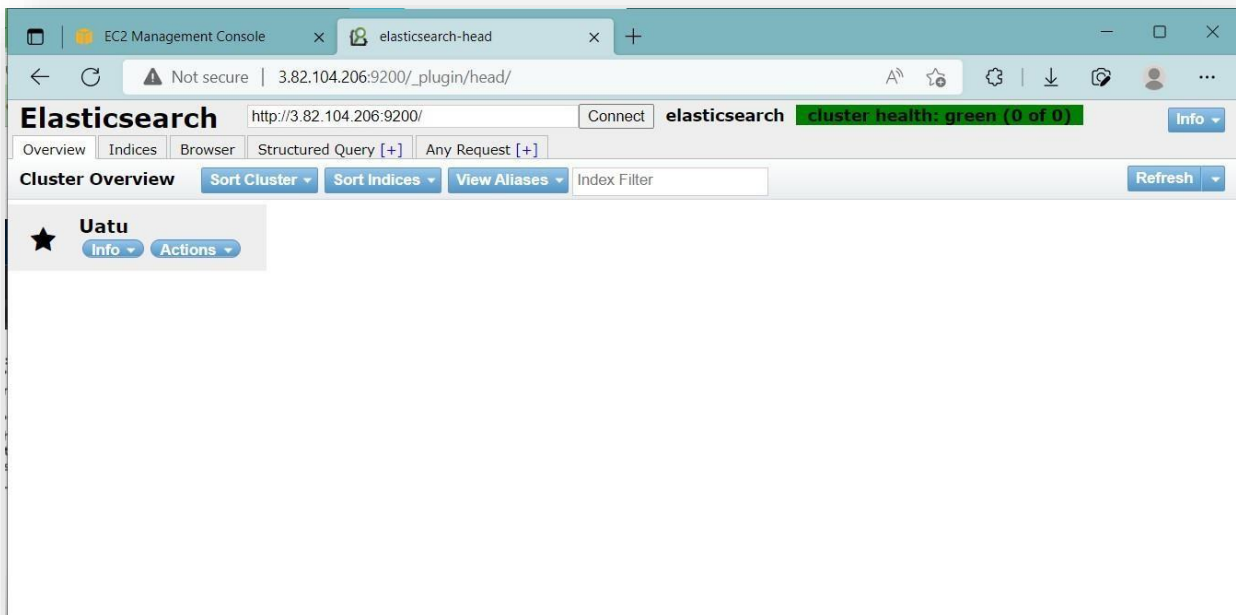 EC2 Management Console elasticsearch-head
Not secure | 3.82.104.206:9200/_plugin/head/
Elasticsearch http://3.82.104.206:9200/ Connect elasticsearch cluster health: green (0 of 0) Info
Overview Indices Browser Structured Query [+] Any Request [+]
Cluster Overview Sort Cluster Sort Indices View Aliases Index Filter Refresh
Uatu
Info Actions